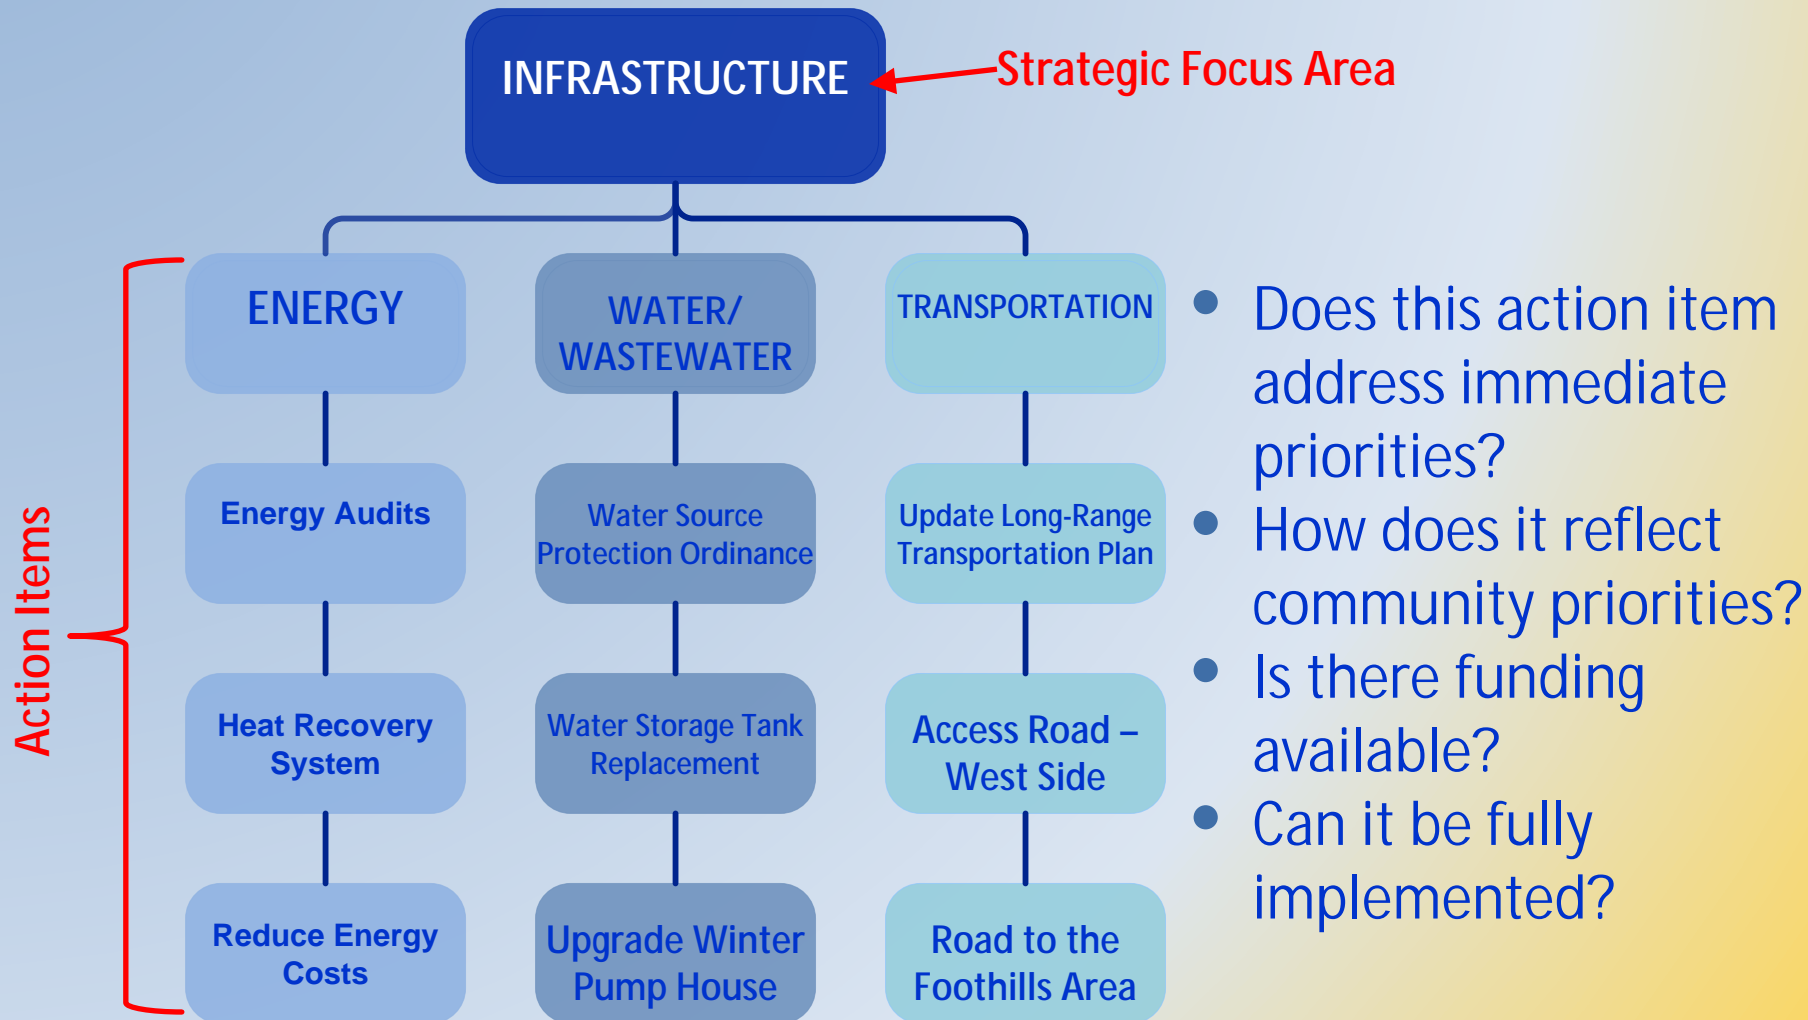 INFRASTRUCTURE
Strategic Focus Area
Action Items
ENERGY
Energy Audits
Heat Recovery
System
Reduce Energy
Costs
WATER/
WASTEWATER
Water Source
Protection Ordinance
Water Storage Tank
Replacement
Upgrade Winter
Pump House
TRANSPORTATION
Update Long-Range
Transportation Plan
Access Road –
West Side
Road to the
Foothills Area
• Does this action item
address immediate
priorities?
• How does it reflect
community priorities?
• Is there funding
available?
• Can it be fully
implemented?